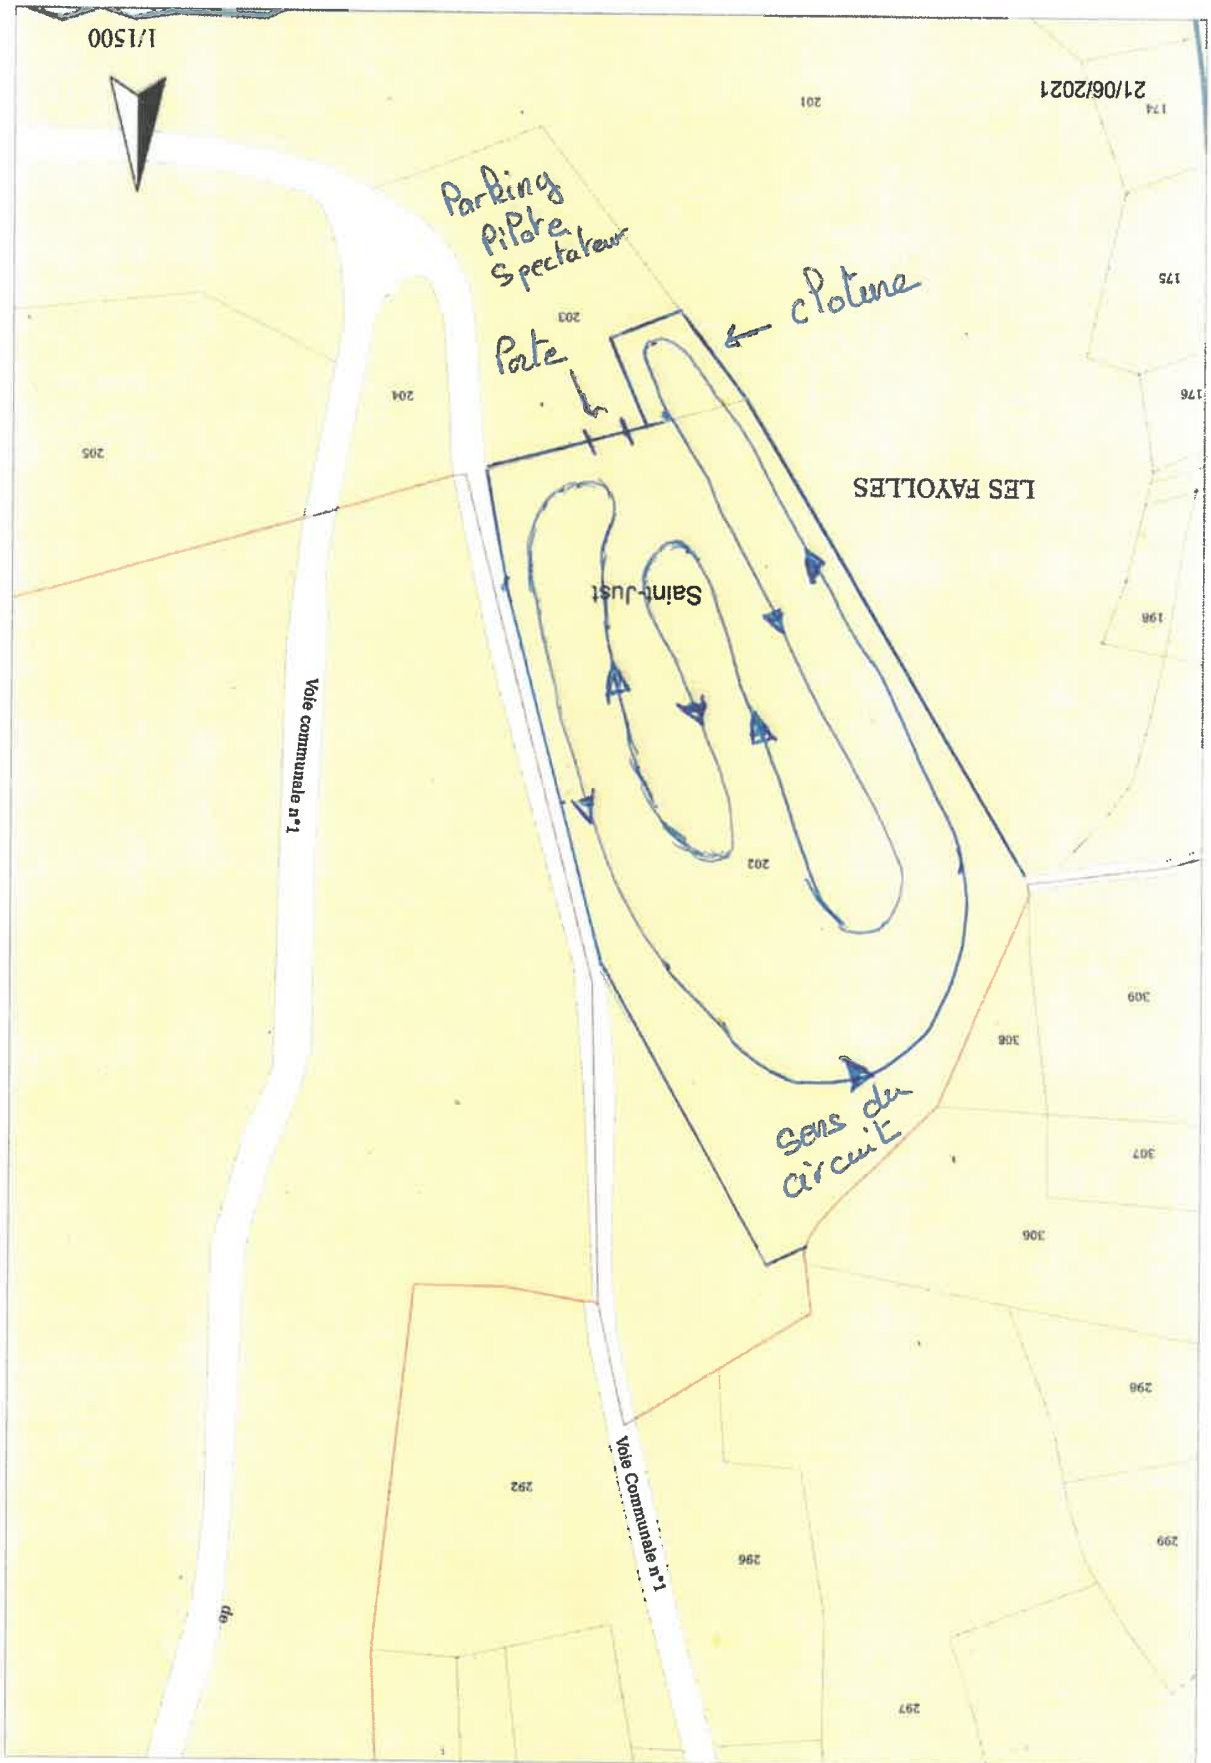 1/1500
21/06/2021
201
174
Parking
Pilote
Spectateur
175
cloture
203
Porte
176
204
205
LES FAYOLLES
Saint-Just
198
Voie communale n°1
202
309
308
Sens du
circuit
307
306
298
292
Voie Communale n°1
299
296
de
297